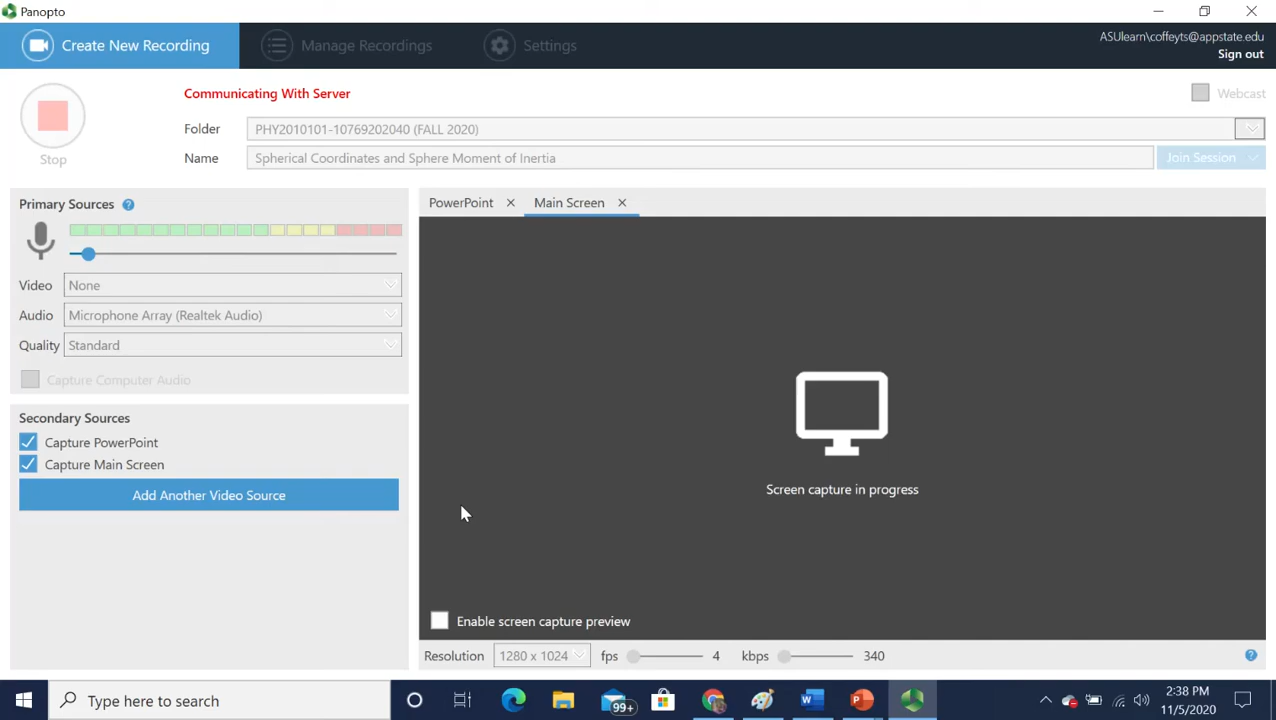 Panopto
Create New Recording
Manage Recordings
Settings
ASUlearn\coffeyts@appstate.edu
Sign out
Communicating With Server
Webcast
Folder
PHY2010101-10769202040 (FALL 2020)
Stop
Name
Spherical Coordinates and Sphere Moment of Inertia
Join Session
Primary Sources
PowerPoint
Main Screen
Video
None
Audio
Microphone Array (Realtek Audio)
Quality
Standard
Capture Computer Audio
Secondary Sources
Capture PowerPoint
Capture Main Screen
Add Another Video Source
Screen capture in progress
Enable screen capture preview
Resolution
1280 x 1024
fps
4
kbps
340
Type here to search
99+
2:38 PM
11/5/2020